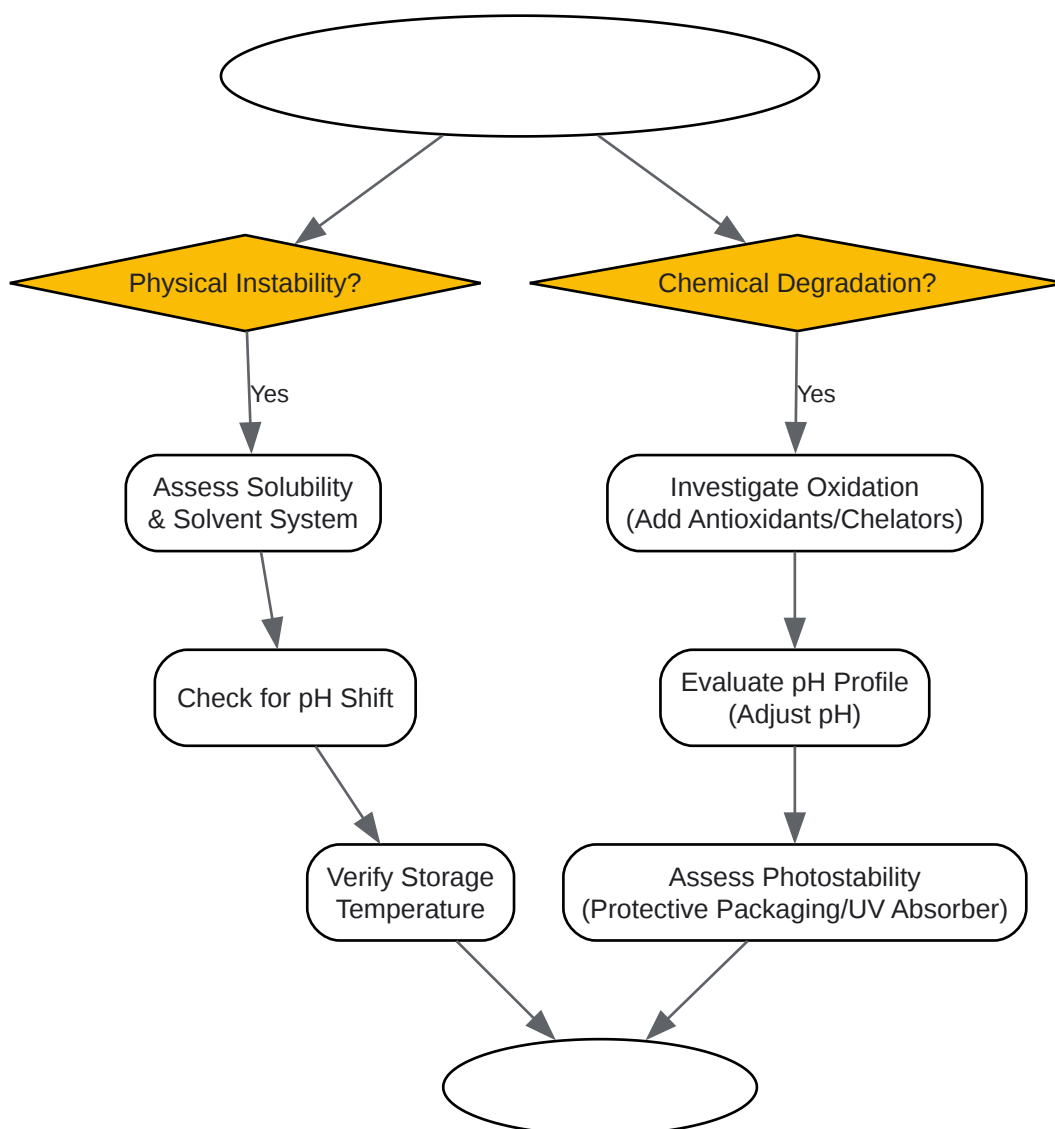 Physical Instability?
Chemical Degradation?
Yes
Yes
Assess Solubility
& Solvent System
Investigate Oxidation
(Add Antioxidants/Chelators)
Check for pH Shift
Evaluate pH Profile
(Adjust pH)
Verify Storage
Temperature
Assess Photostability
(Protective Packaging/UV Absorber)